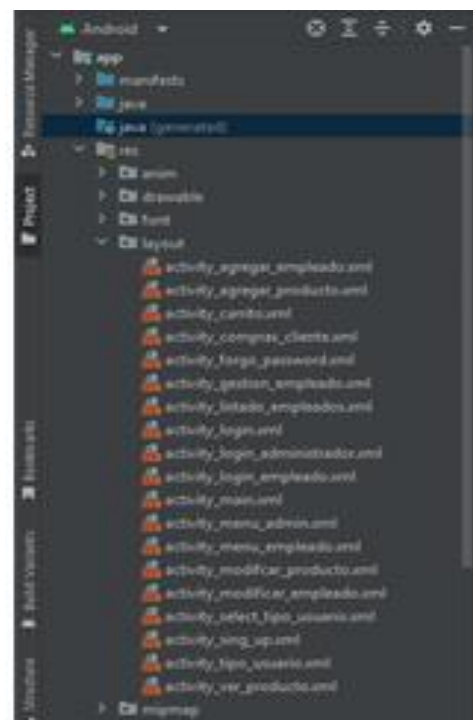 Android
app
manifests
java
java (generated)
res
anim
drawable
font
layout
activity_agregar_empleado.xml
activity_agregar_producto.xml
activity_carrito.xml
activity_compras_cliente.xml
activity_forgo_password.xml
activity_gestion_empleado.xml
activity_listado_empleados.xml
activity_login.xml
activity_login_administrador.xml
activity_login_empleado.xml
activity_main.xml
activity_menu_admin.xml
activity_menu_empleado.xml
activity_modificar_producto.xml
activity_modificar_empleado.xml
activity_select_tipo_usuario.xml
activity_sing_up.xml
activity_tipo_usuario.xml
activity_ver_producto.xml
mipmap
Resource Manager
Project
Bookmarks
Build Variants
Structure